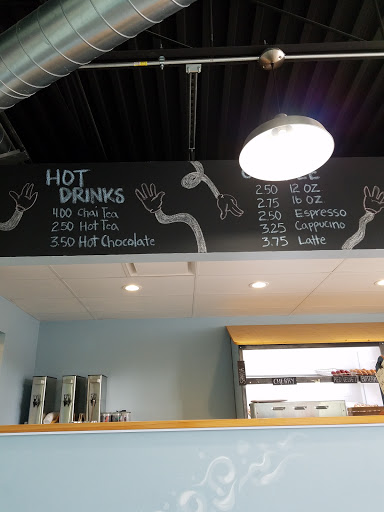 HOT
DRINKS
4.00 Chai Tea
2.50 Hot Tea
3.50 Hot Chocolate
2.50 12 OZ
2.75 16 OZ
2.50 Espresso
3.25 Cappucino
3.75 Latte